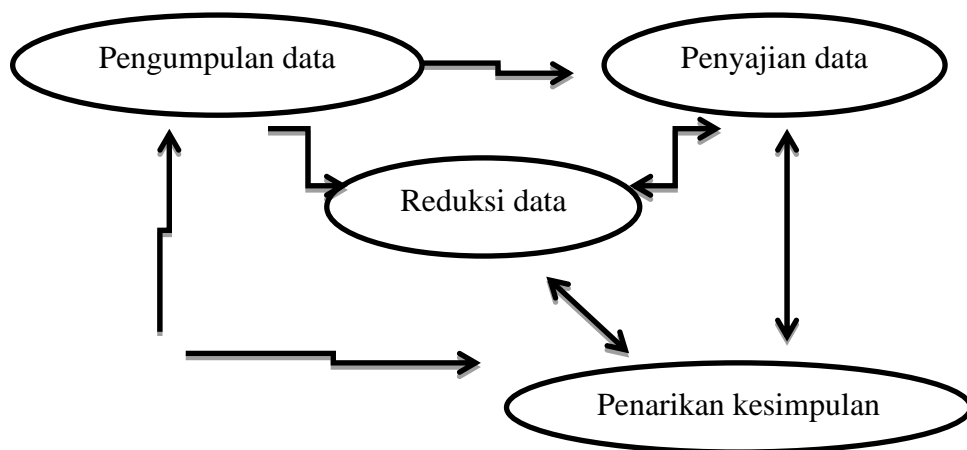 Pengumpulan data
Penyajian data
Reduksi data
Penarikan kesimpulan